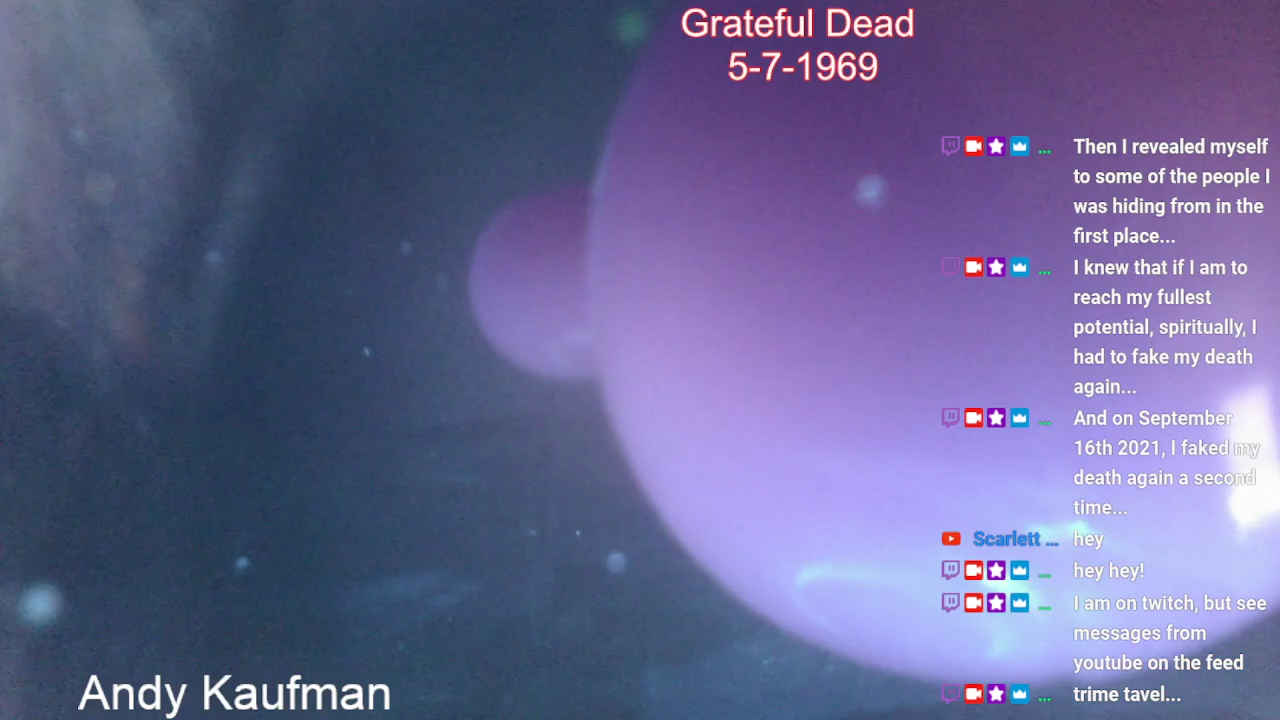 Grateful Dead
5-7-1969
Then I revealed myself
to some of the people I
was hiding from in the
first place...
...
I knew that if I am to
reach my fullest
potential, spiritually, I
had to fake my death
again...
...
And on September
16th 2021, I faked my
death again a second
time...
...
Scarlett ... hey
... hey hey!
... I am on twitch, but see
messages from
youtube on the feed
... trime tavel...
Andy Kaufman